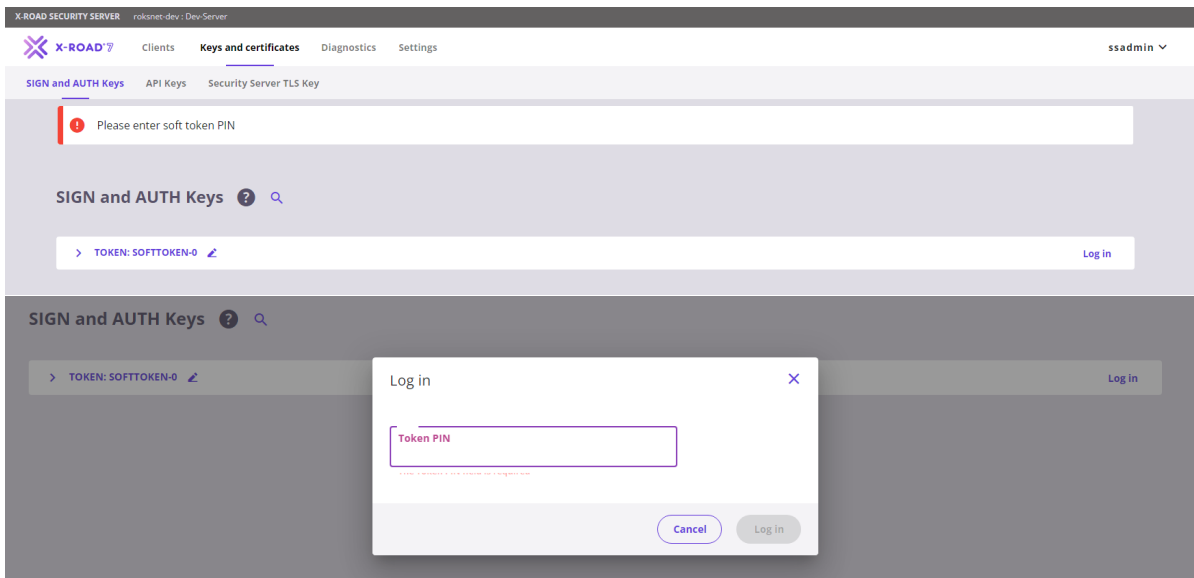 X-ROAD SECURITY SERVER roksnet-dev : Dev-Server
X-ROAD®7 Clients Keys and certificates Diagnostics Settings ssadmin
SIGN and AUTH Keys API Keys Security Server TLS Key
Please enter soft token PIN
SIGN and AUTH Keys ?
TOKEN: SOFTTOKEN-0 Log in
SIGN and AUTH Keys ?
TOKEN: SOFTTOKEN-0 Log in
Log in
Token PIN
Cancel Log in